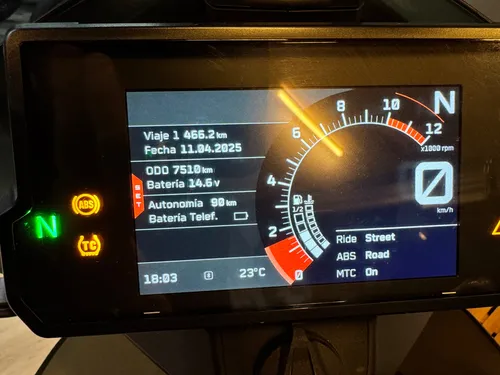 Viaje 1 466.2 km
Fecha 11.04.2025
ODO 7510 km
Batería 14.6 v
SET
Autonomía 90 km
Batería Telef.
18:03 23°C
N
ABS
TC
0
2
4
6
8
10
12
x1000 rpm
N
0
km/h
1/2
Ride Street
ABS Road
MTC On